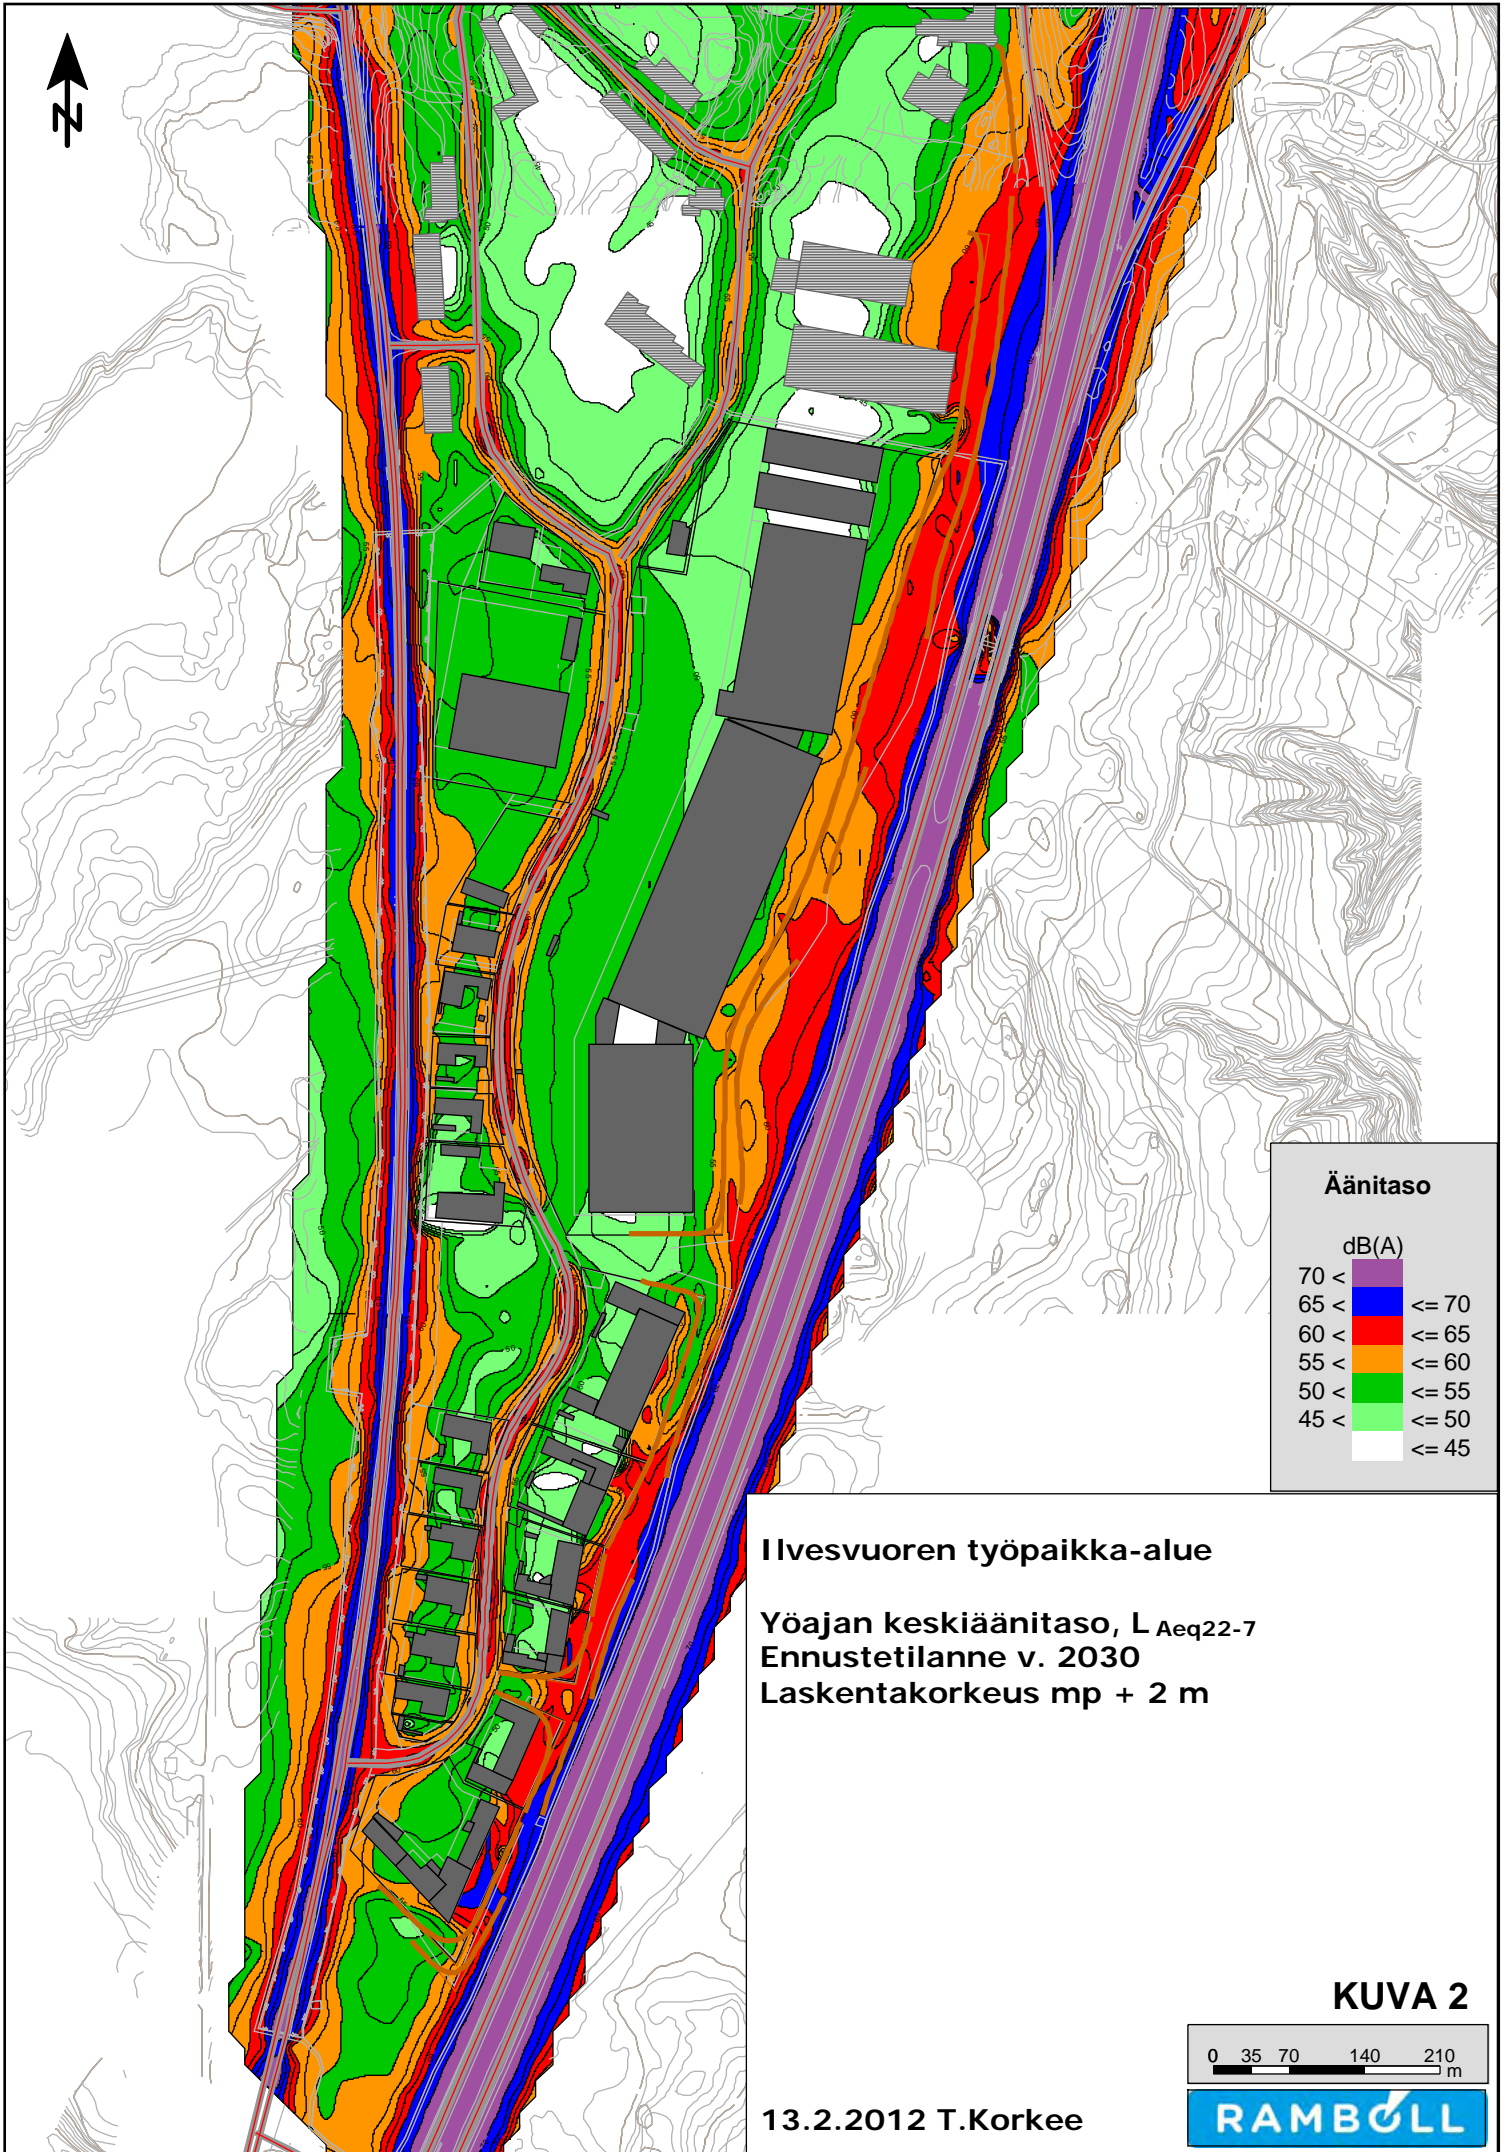 N
Äänitaso
dB(A)
70 <
65 < <= 70
60 < <= 65
55 < <= 60
50 < <= 55
45 < <= 50
<= 45
Ilvesvuoren työpaikka-alue
Yöajan keskiäänitaso, L Aeq22-7
Ennustetilanne v. 2030
Laskentakorkeus mp + 2 m
KUVA 2
0 35 70 140 210
m
13.2.2012 T.Korkee
RAMBOLL